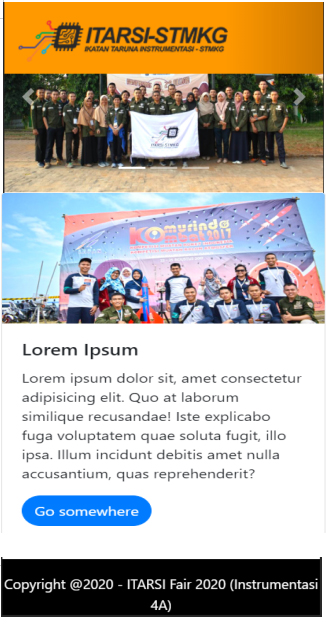 ITARSI-STMKG
IKATAN TARUNA INSTRUMENTASI - STMKG
ITARSI-STMKG
Komurindo
2017
Lorem Ipsum
Lorem ipsum dolor sit, amet consectetur
adipisicing elit. Quo at laborum
similique recusandae! Iste explicabo
fuga voluptatem quae soluta fugit, illo
ipsa. Illum incidunt debitis amet nulla
accusantium, quas reprehenderit?
Go somewhere
Copyright @2020 - ITARSI Fair 2020 (Instrumentasi
4A)